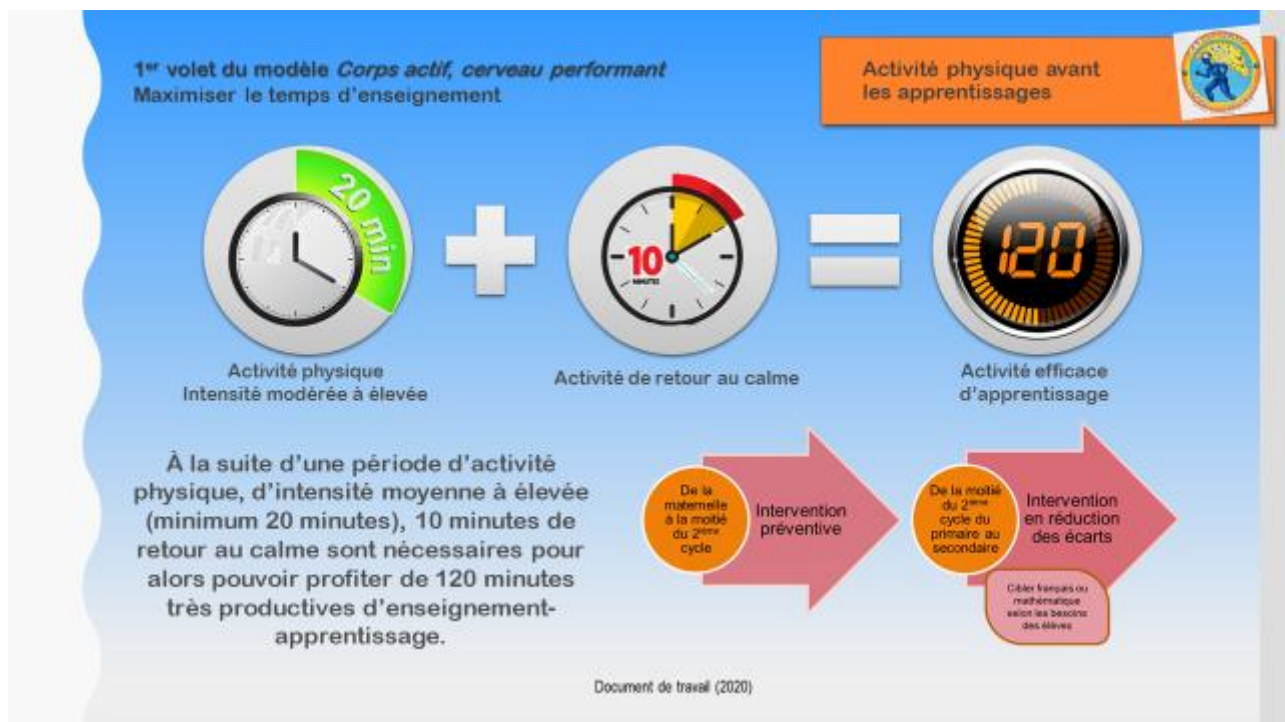 1er volet du modèle Corps actif, cerveau performant
Maximiser le temps d'enseignement
Activité physique avant
les apprentissages
20 min
10
MINUTES
120
Activité physique
Intensité modérée à élevée
Activité de retour au calme
Activité efficace
d'apprentissage
À la suite d'une période d'activité
physique, d'intensité moyenne à élevée
(minimum 20 minutes), 10 minutes de
retour au calme sont nécessaires pour
alors pouvoir profiter de 120 minutes
très productives d'enseignement-
apprentissage.
De la
maternelle
à la moitié
du 2ième
cycle
Intervention
préventive
De la moitié
du 2ième
cycle du
primaire au
secondaire
Intervention
en réduction
des écarts
Cibler français ou
mathématique
selon les besoins
des élèves
Document de travail (2020)